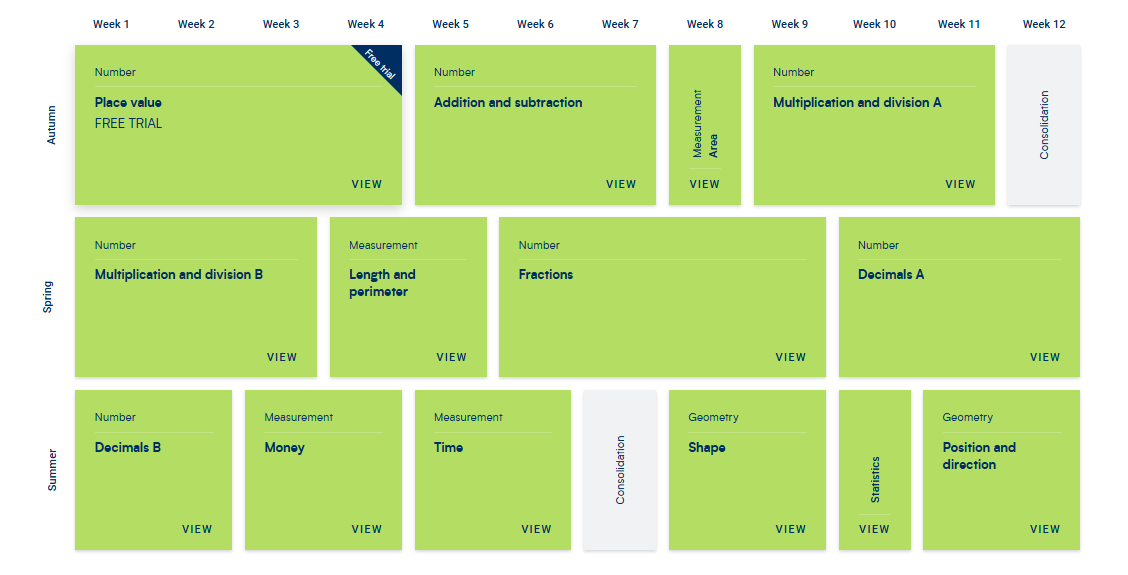 Week 1 Week 2 Week 3 Week 4 Week 5 Week 6 Week 7 Week 8 Week 9 Week 10 Week 11 Week 12
Autumn
Number
Place value
FREE TRIAL
Free trial
VIEW
Number
Addition and subtraction
VIEW
Measurement
Area
VIEW
Number
Multiplication and division A
VIEW
Consolidation
Spring
Number
Multiplication and division B
VIEW
Measurement
Length and
perimeter
VIEW
Number
Fractions
VIEW
Number
Decimals A
VIEW
Summer
Number
Decimals B
VIEW
Measurement
Money
VIEW
Measurement
Time
VIEW
Consolidation
Geometry
Shape
VIEW
Statistics
VIEW
Geometry
Position and
direction
VIEW